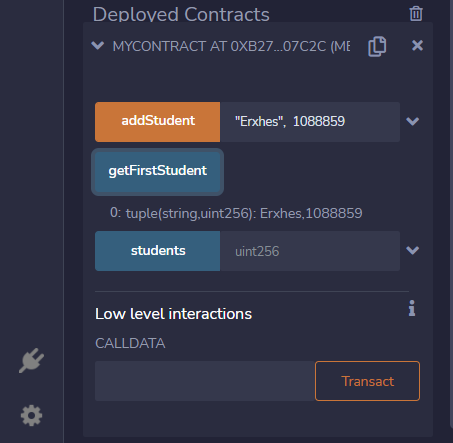 Deployed Contracts
MYCONTRACT AT 0XB27...07C2C (ME
addStudent "Erxhes", 1088859
getFirstStudent
0: tuple(string,uint256): Erxhes,1088859
students uint256
Low level interactions
CALLDATA
Transact